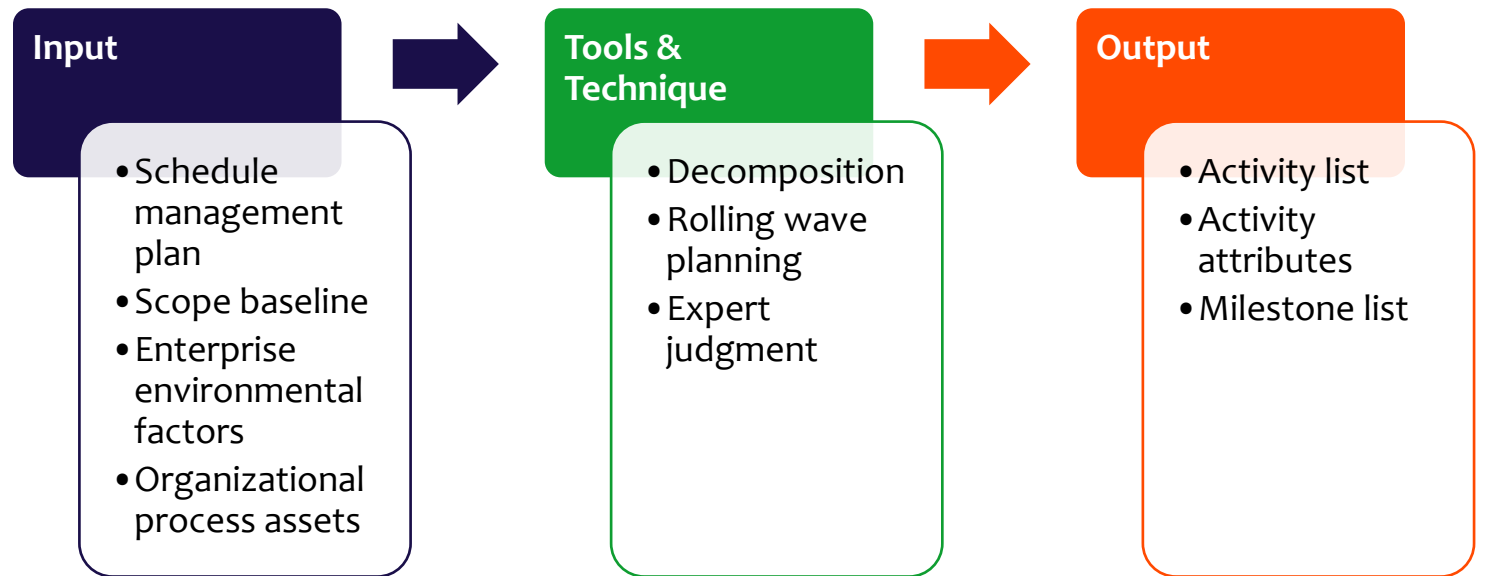 Input
•Schedule
management
plan
•Scope baseline
•Enterprise
environmental
factors
•Organizational
process assets
Tools &
Technique
•Decomposition
•Rolling wave
planning
•Expert
judgment
Output
•Activity list
•Activity
attributes
•Milestone list